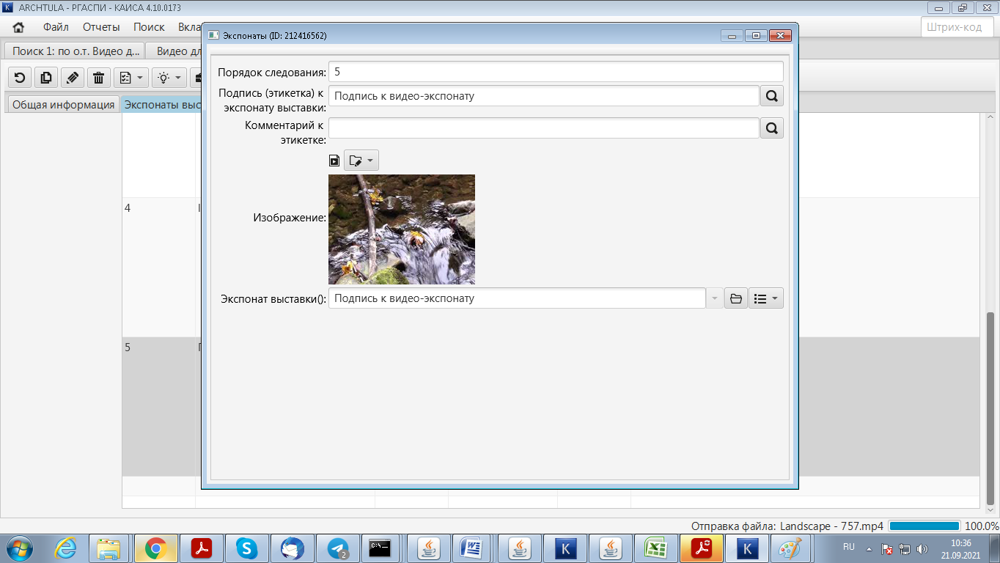 ARCHTULA - РГАСПИ - КАИСА 4.10.0173
Файл Отчеты Поиск Вкла
Штрих-код
Поиск 1: по о.т. Видео д...
Видео дл
Общая информация
Экспонаты выс
4
5
Экспонаты (ID: 212416562)
Порядок следования: 5
Подпись (этикетка) к
экспонату выставки:
Подпись к видео-экспонату
Комментарий к
этикетке:
Изображение:
Экспонат выставки(): Подпись к видео-экспонату
Отправка файла: Landscape - 757.mp4 100.0%
2
C:\_
RU
10:36
21.09.2021